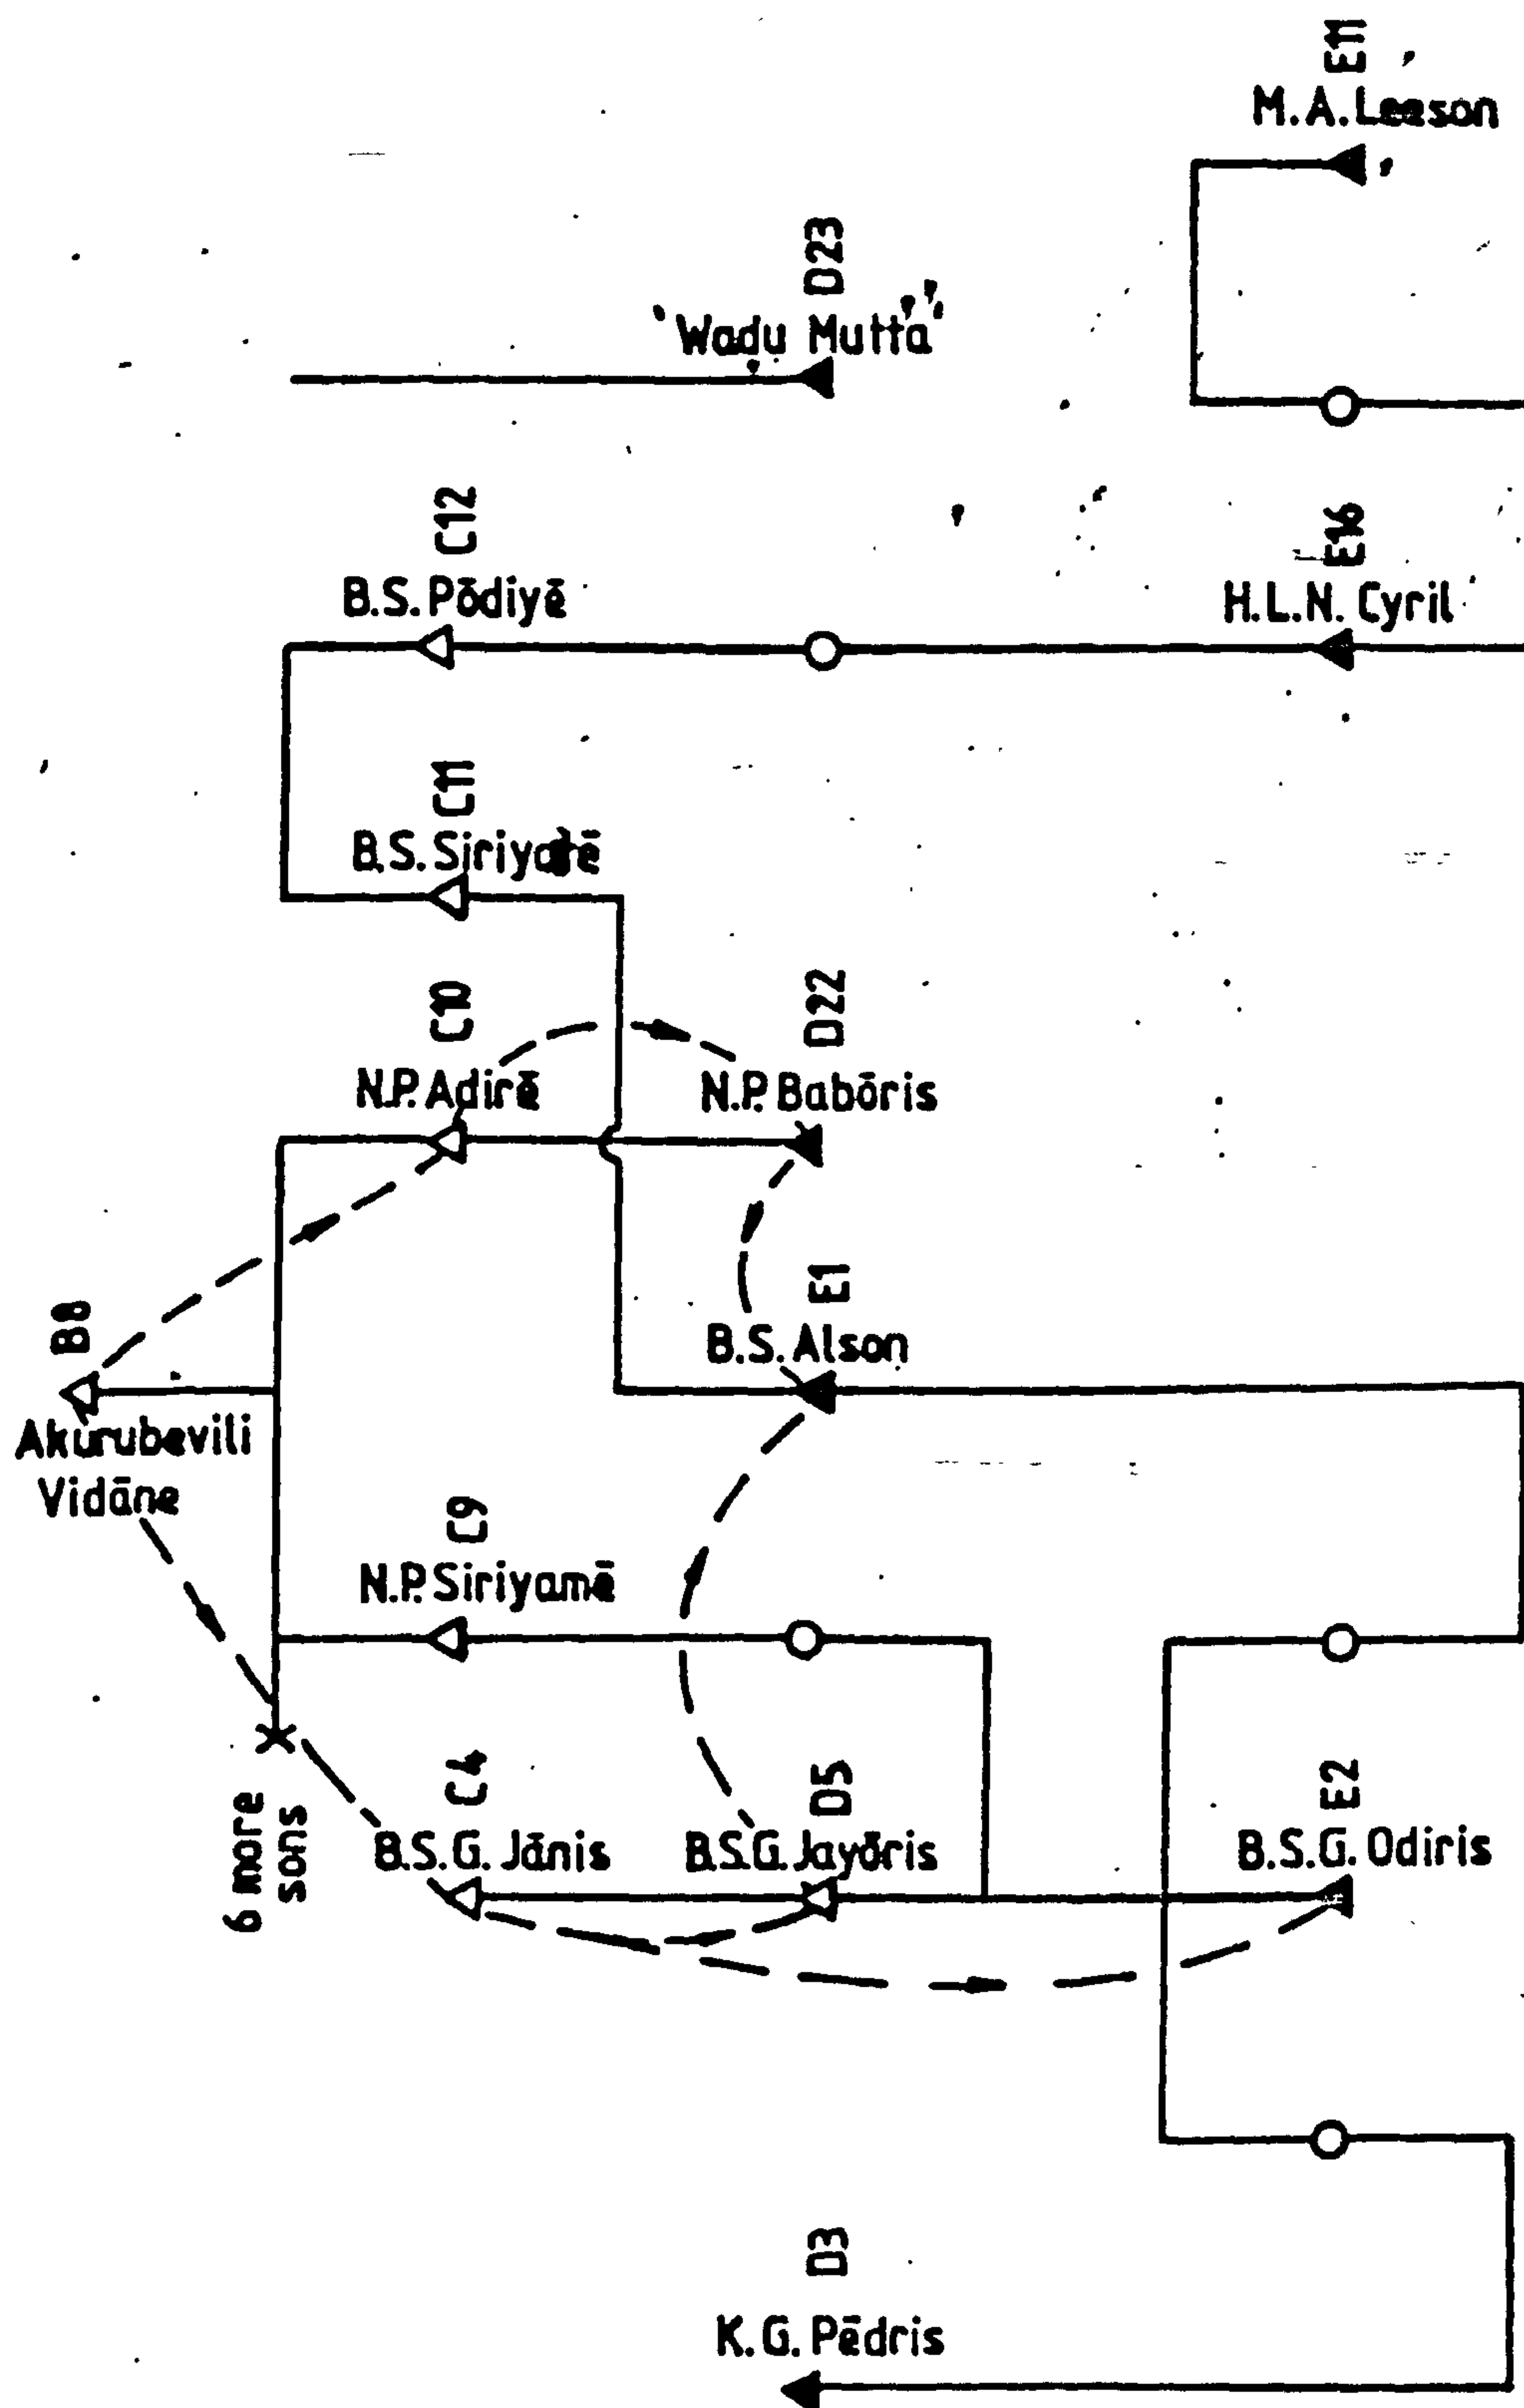 E11
M.A.Leeson
D23
'Wadu Mutta'
C12
B.S.Pōdiyē
E16
H.L.N. Cyril
C11
B.S.Siriyatē
C10
N.P.Adirē
D22
N.P.Babōris
B8
Akurubevili
Vidāne
E1
B.S.Alson
C9
N.P.Siriyamē
6 more
sons
C4
B.S.G. Jānis
D5
B.S.G.Jayōris
E2
B.S.G. Odiris
D3
K.G. Pēdris